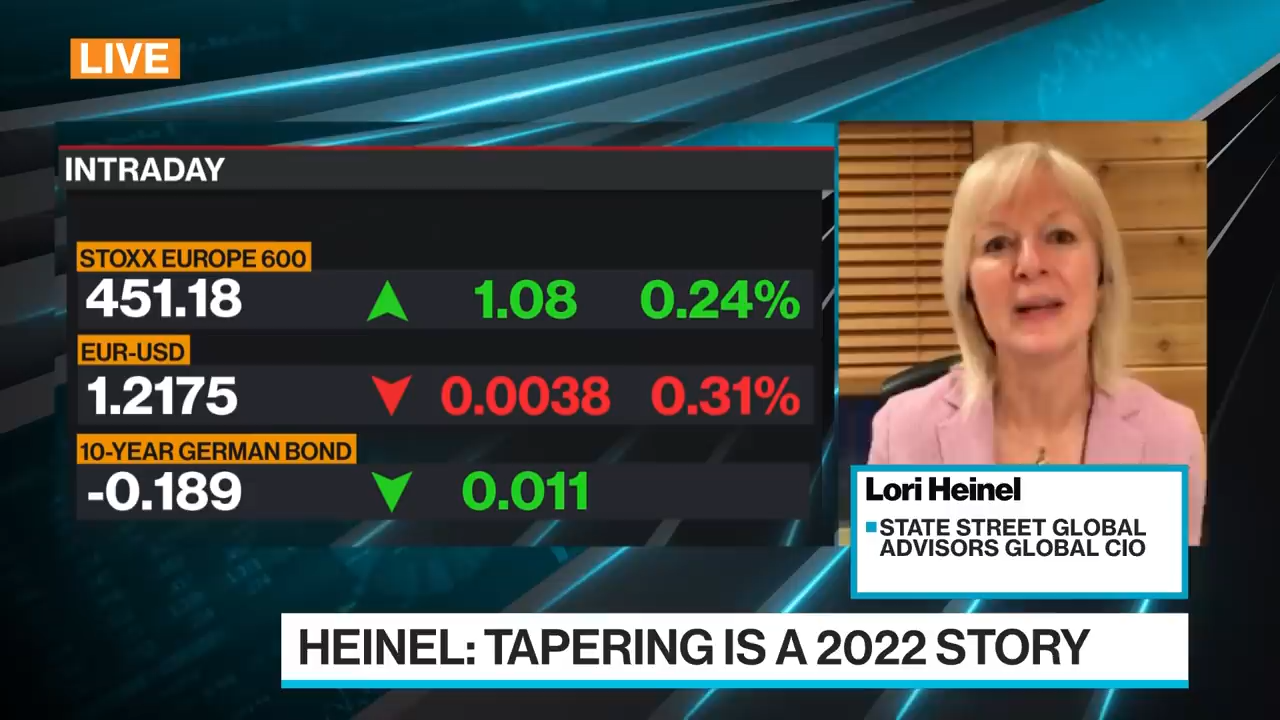 LIVE
INTRADAY
STOXX EUROPE 600
451.18 1.08 0.24%
EUR-USD
1.2175 0.0038 0.31%
10-YEAR GERMAN BOND
-0.189 0.011
Lori Heinel
STATE STREET GLOBAL
ADVISORS GLOBAL CIO
HEINEL: TAPERING IS A 2022 STORY